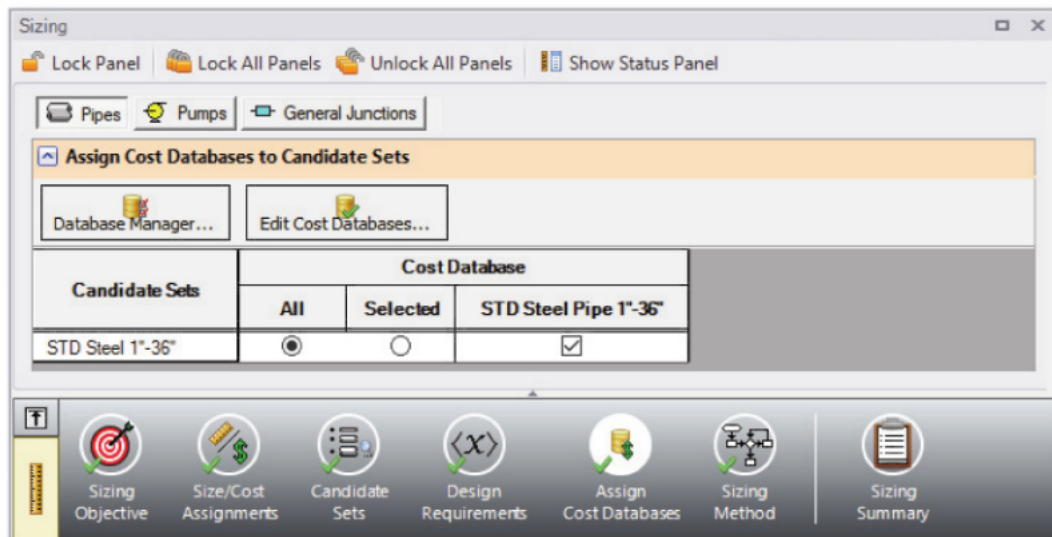 Sizing
Lock Panel Lock All Panels Unlock All Panels Show Status Panel
Pipes Pumps General Junctions
Assign Cost Databases to Candidate Sets
Database Manager... Edit Cost Databases...
Candidate Sets Cost Database
All Selected STD Steel Pipe 1"-36"
STD Steel 1"-36"
⟨x⟩
Sizing Size/Cost Candidate Design Assign Sizing Sizing
Objective Assignments Sets Requirements Cost Databases Method Summary